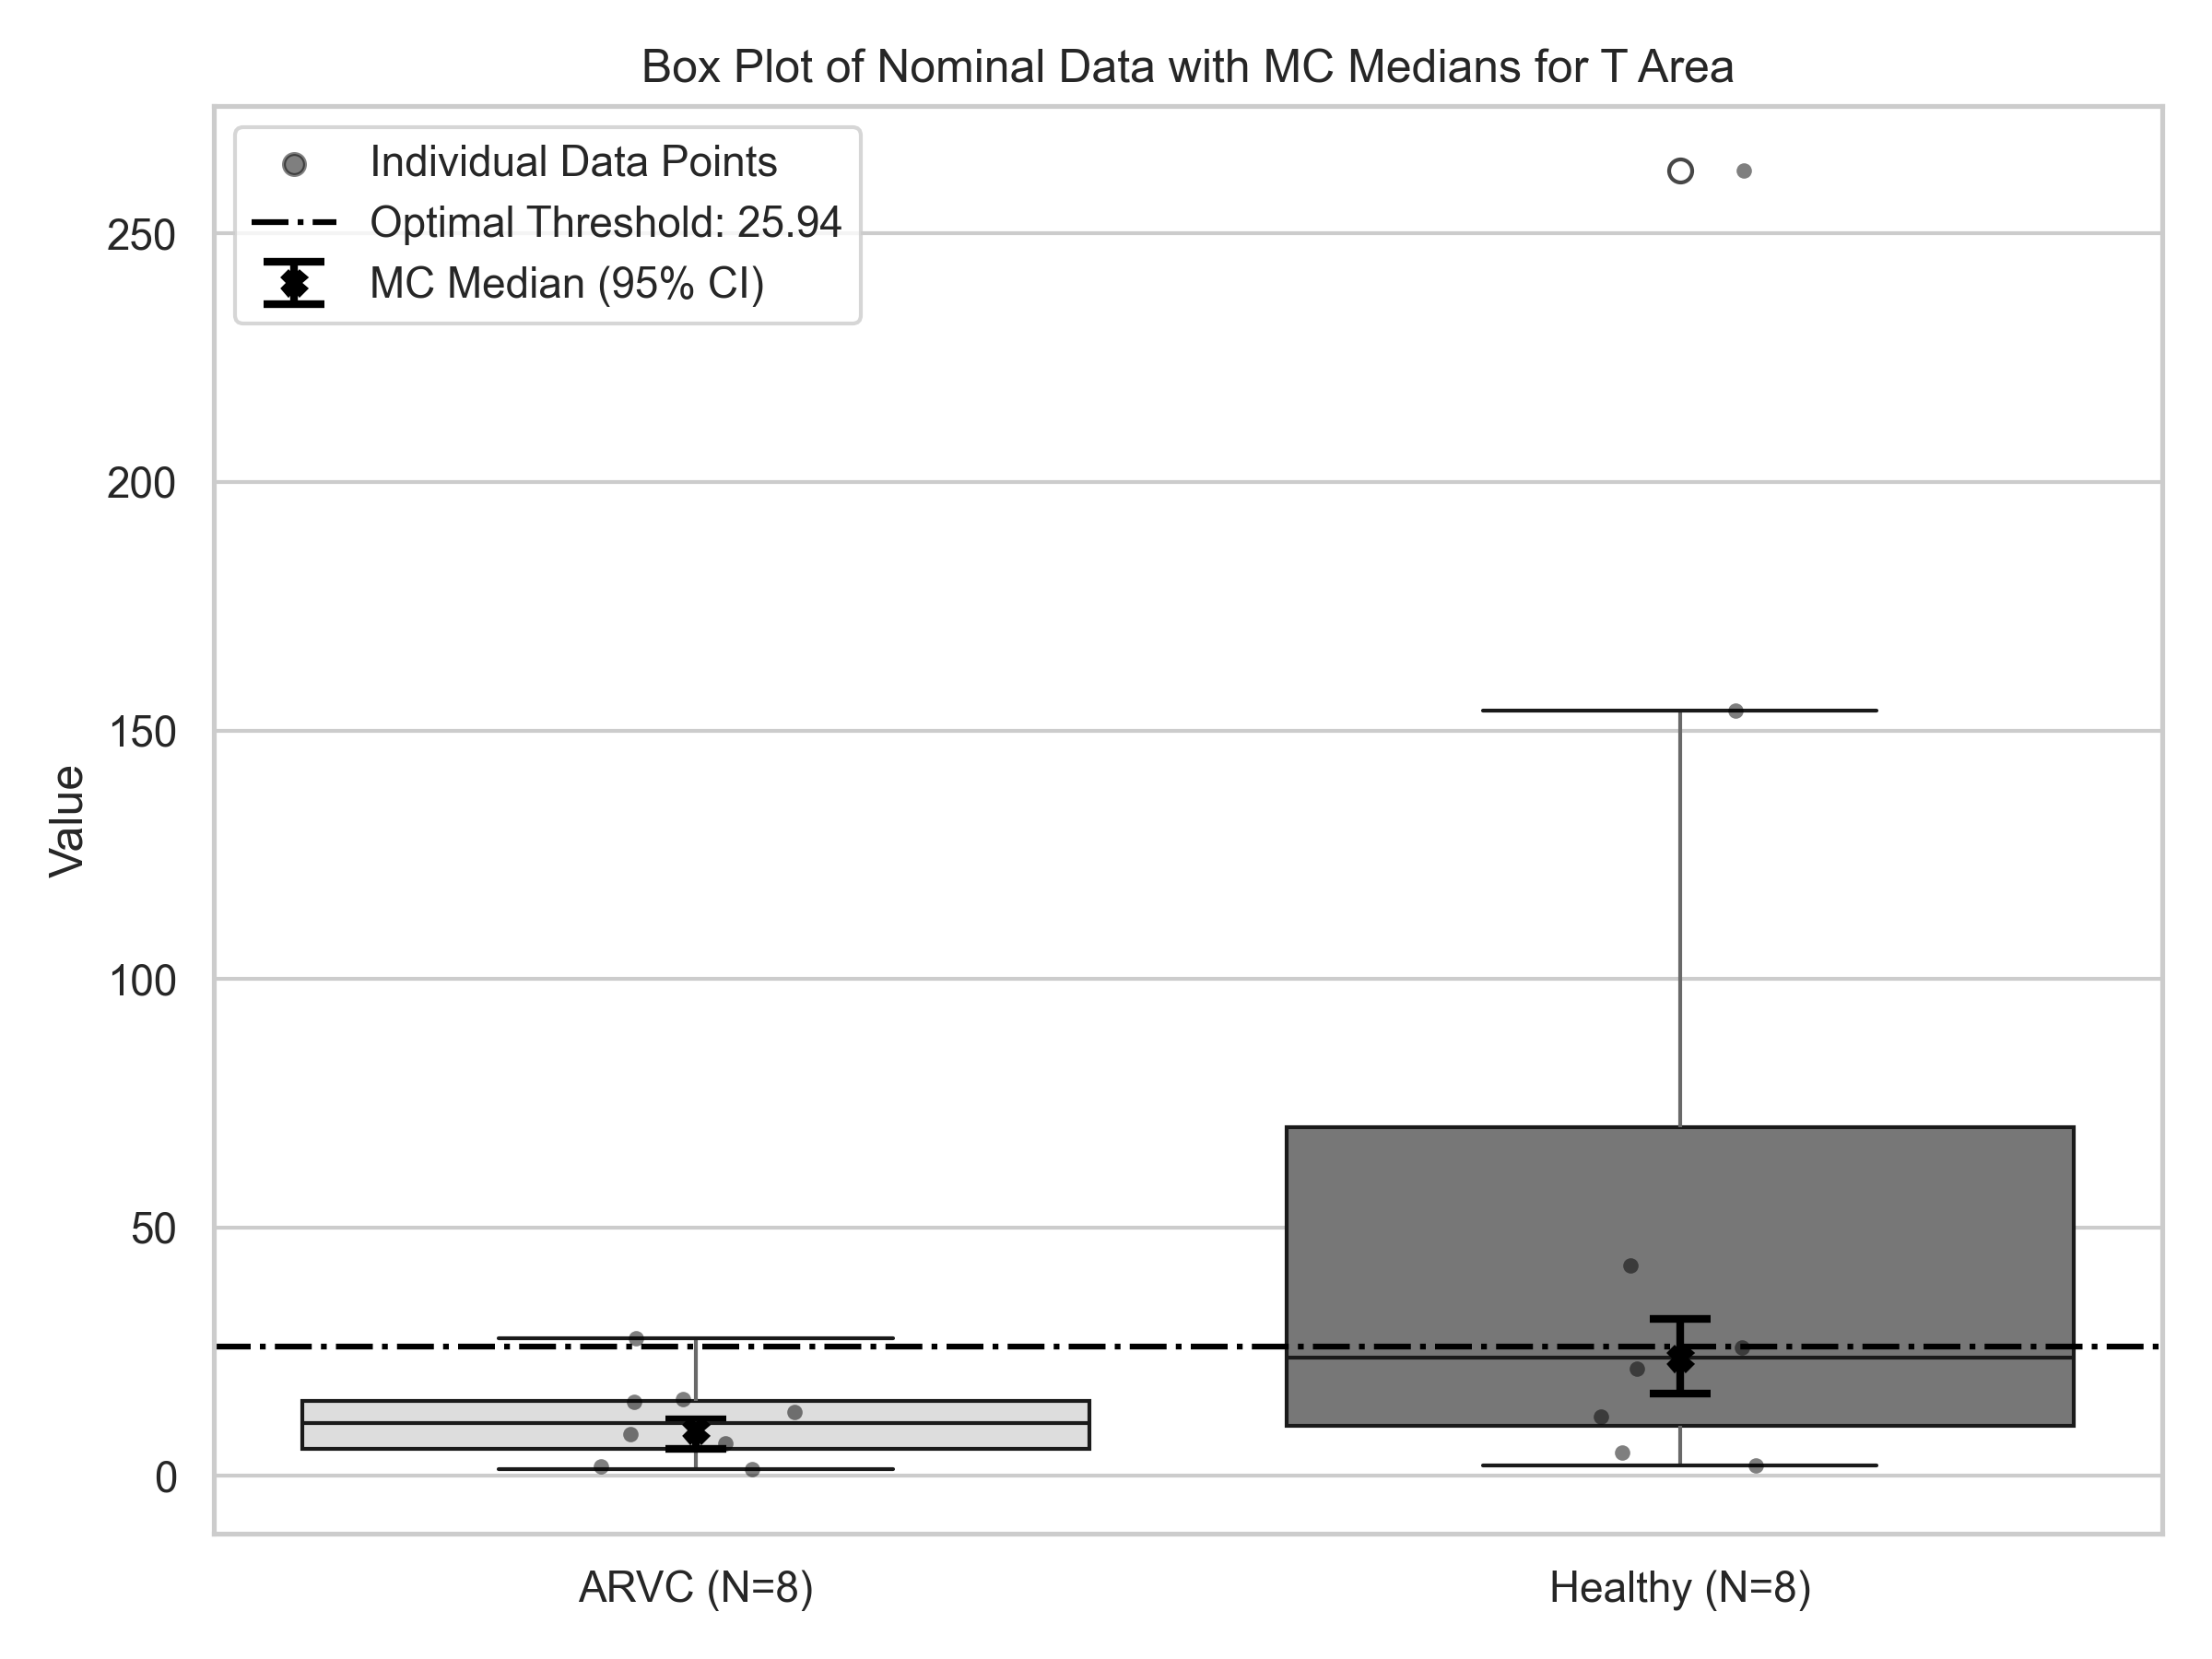 Box Plot of Nominal Data with MC Medians for T Area
Individual Data Points
Optimal Threshold: 25.94
MC Median (95% CI)
250
200
150
100
50
0
Value
ARVC (N=8)
Healthy (N=8)